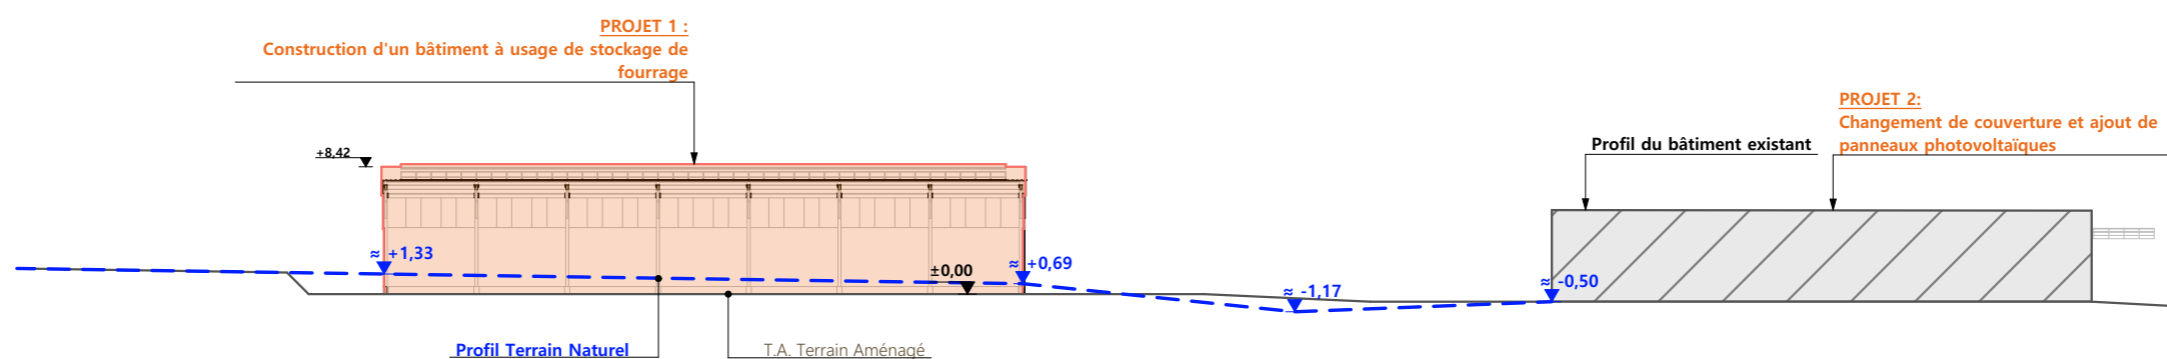 PROJET 1 :
Construction d'un bâtiment à usage de stockage de
fourrage
PROJET 2:
Changement de couverture et ajout de
panneaux photovoltaïques
Profil du bâtiment existant
+8,42
≈ +1,33
±0,00
≈ +0,69
≈ -1,17
≈ -0,50
Profil Terrain Naturel
T.A. Terrain Aménagé